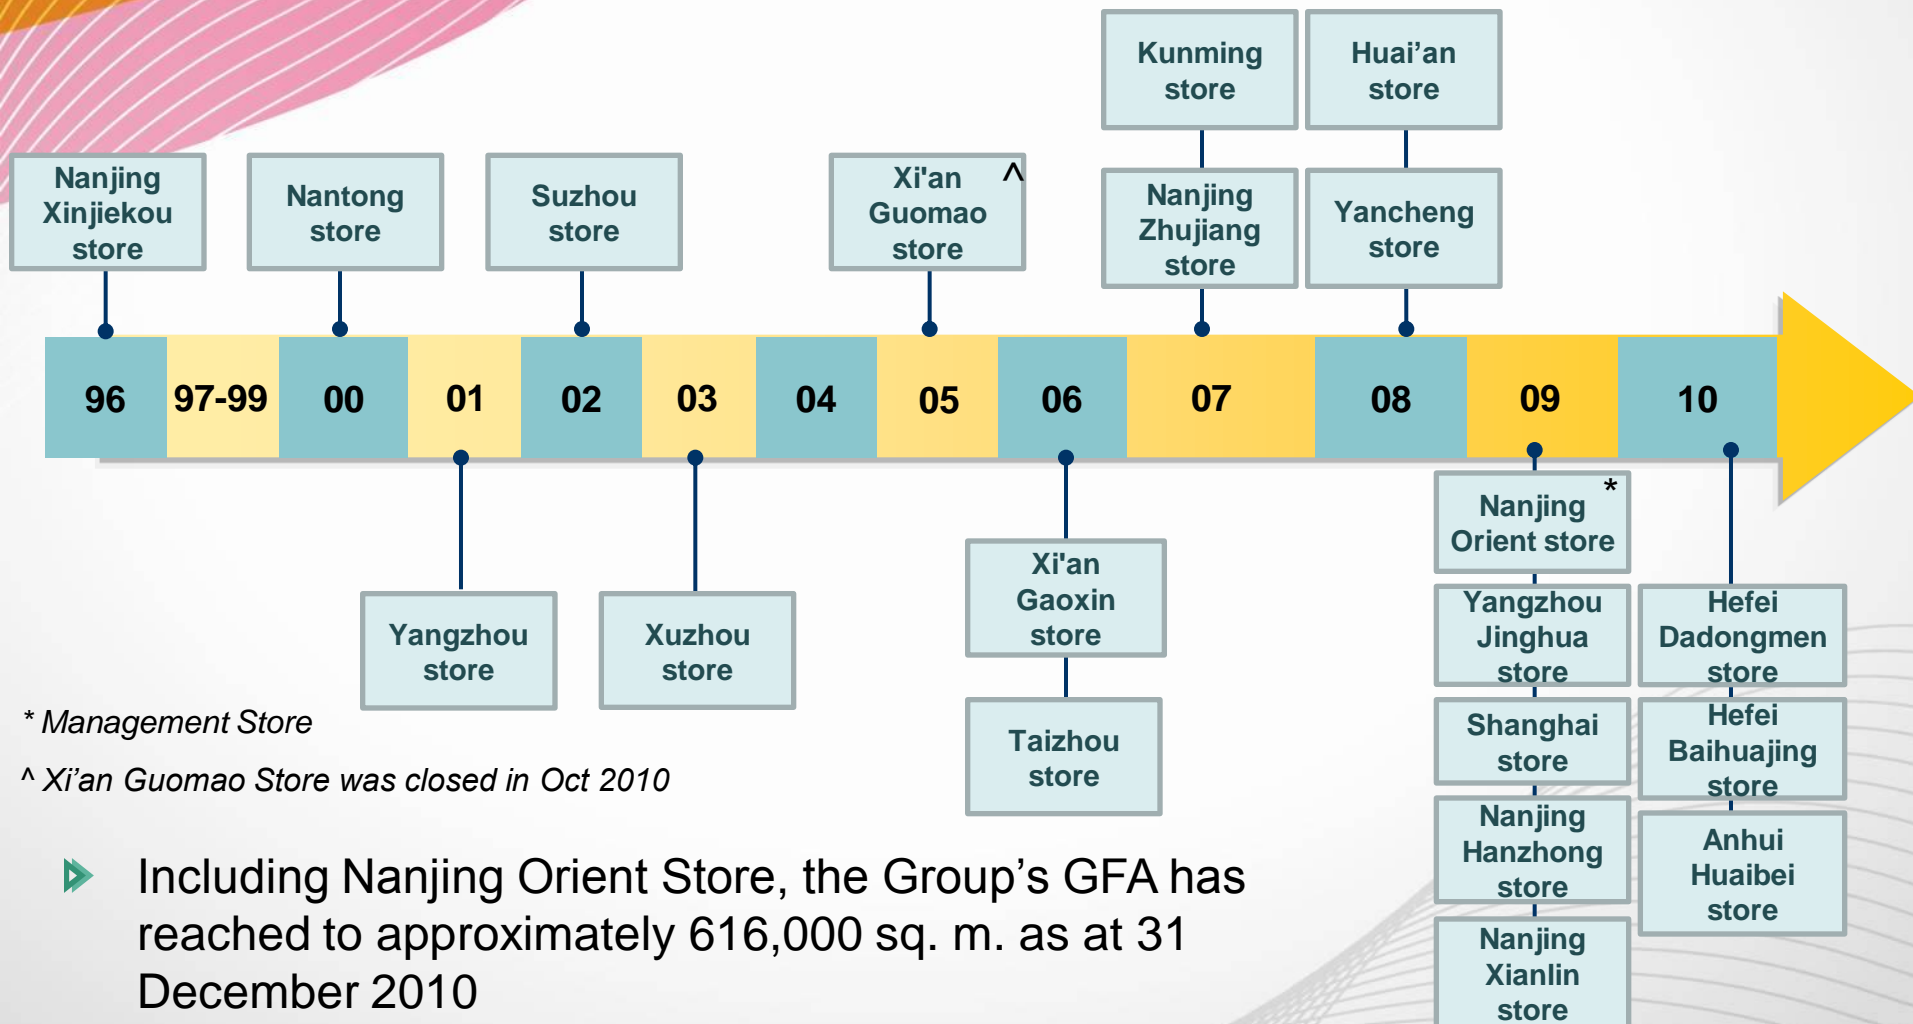 Kunming
store
Huai’an
store
Nanjing
Xinjiekou
store
Nantong
store
Suzhou
store
Xi'an
Guomao
store
^
Nanjing
Zhujiang
store
Yancheng
store
96
97-99
00
01
02
03
04
05
06
07
08
09
10
Yangzhou
store
Xuzhou
store
Xi'an
Gaoxin
store
Taizhou
store
Nanjing
Orient store
*
Yangzhou
Jinghua
store
Shanghai
store
Nanjing
Hanzhong
store
Nanjing
Xianlin
store
Hefei
Dadongmen
store
Hefei
Baihuajing
store
Anhui
Huaibei
store
* Management Store
^ Xi’an Guomao Store was closed in Oct 2010
Including Nanjing Orient Store, the Group’s GFA has
reached to approximately 616,000 sq. m. as at 31
December 2010